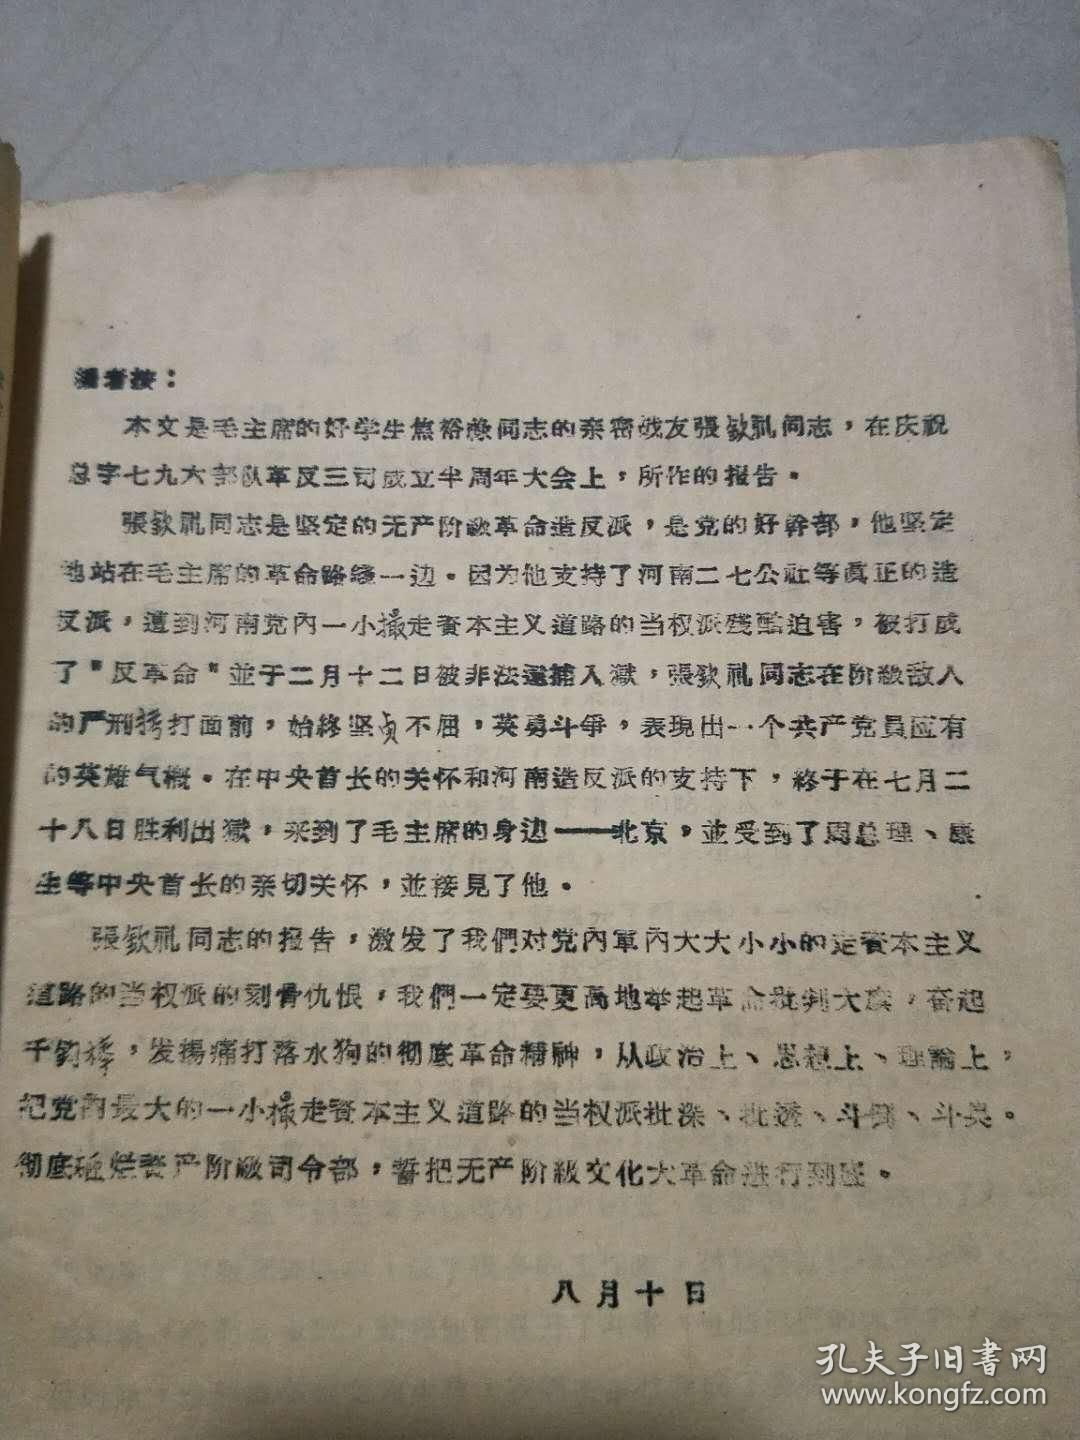 编者按：
本文是毛主席的好学生焦裕祿同志的亲密战友張欽礼同志，在庆祝
总字七九六部队革反三司成立半周年大会上，所作的报告。
張欽礼同志是坚定的无产阶級革命造反派，是党的好幹部，他坚定
地站在毛主席的革命路綫一边。因为他支持了河南二七公社等真正的造
反派，遭到河南党內一小撮走資本主义道路的当权派残酷迫害，被打成
了"反革命"並于二月十二日被非法逮捕入獄，張欽礼同志在阶級敌人
的严刑拷打面前，始終坚贞不屈，英勇斗爭，表現出一个共产党員应有
的英雄气概。在中央首长的关怀和河南造反派的支持下，終于在七月二
十八日胜利出獄，来到了毛主席的身边——北京，並受到了周总理、康
生等中央首长的亲切关怀，並接見了他。
張欽礼同志的报告，激发了我們对党內軍內大大小小的走資本主义
道路的当权派的刻骨仇恨，我們一定要更高地举起革命批判大旗，奋起
千鈞棒，发揚痛打落水狗的彻底革命精神，从政治上、思想上、理論上，
把党內最大的一小撮走資本主义道路的当权派批深、批透、斗倒、斗臭。
彻底砸烂資产阶級司令部，誓把无产阶級文化大革命进行到底。
八月十日
孔夫子旧書网
www.kongfz.com